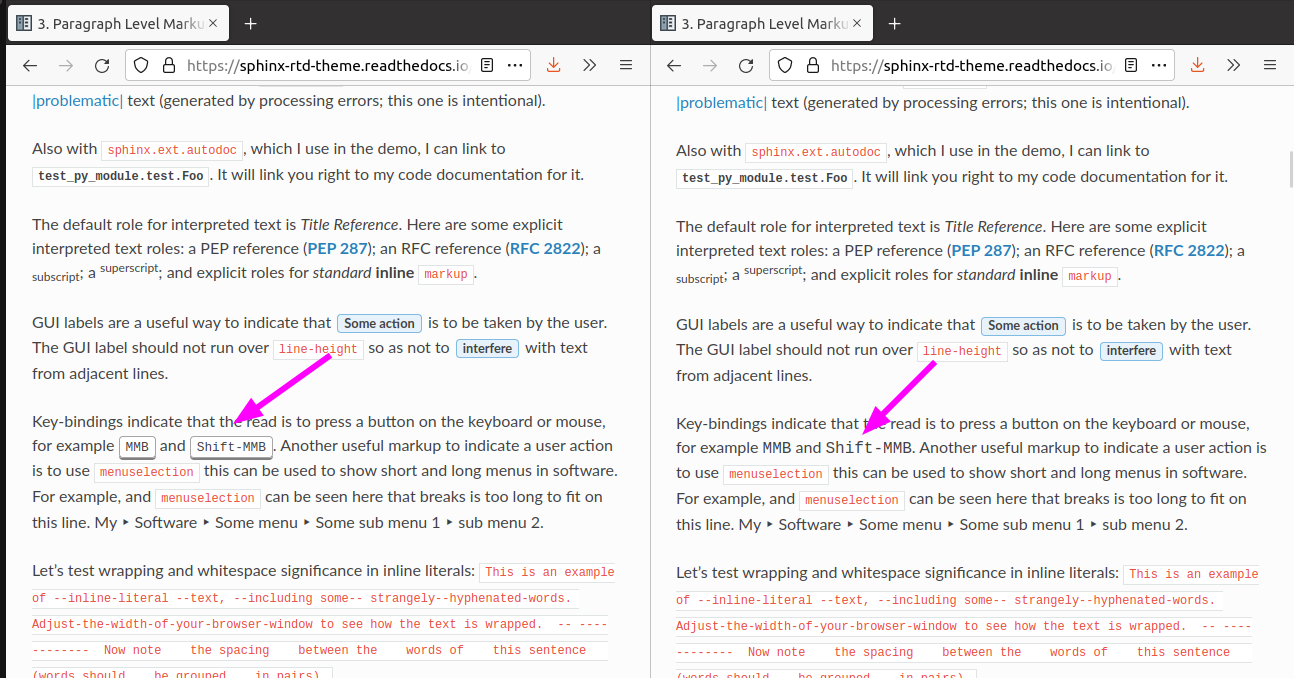 3. Paragraph Level Marku
https://sphinx-rtd-theme.readthedocs.io
|problematic| text (generated by processing errors; this one is intentional).
Also with sphinx.ext.autodoc, which I use in the demo, I can link to
test_py_module.test.Foo. It will link you right to my code documentation for it.
The default role for interpreted text is Title Reference. Here are some explicit
interpreted text roles: a PEP reference (PEP 287); an RFC reference (RFC 2822); a
subscript; a superscript; and explicit roles for standard inline markup.
GUI labels are a useful way to indicate that Some action is to be taken by the user.
The GUI label should not run over line-height so as not to interfere with text
from adjacent lines.
Key-bindings indicate that the read is to press a button on the keyboard or mouse,
for example MMB and Shift-MMB. Another useful markup to indicate a user action
is to use menuselection this can be used to show short and long menus in software.
For example, and menuselection can be seen here that breaks is too long to fit on
this line. My ‣ Software ‣ Some menu ‣ Some sub menu 1 ‣ sub menu 2.
Let’s test wrapping and whitespace significance in inline literals: This is an example
of --inline-literal --text, --including some-- strangely--hyphenated-words.
Adjust-the-width-of-your-browser-window to see how the text is wrapped. -- ----
-------- Now note    the spacing    between the    words of    this sentence
(words should    be grouped    in pairs).
3. Paragraph Level Marku
https://sphinx-rtd-theme.readthedocs.io
|problematic| text (generated by processing errors; this one is intentional).
Also with sphinx.ext.autodoc, which I use in the demo, I can link to
test_py_module.test.Foo. It will link you right to my code documentation for it.
The default role for interpreted text is Title Reference. Here are some explicit
interpreted text roles: a PEP reference (PEP 287); an RFC reference (RFC 2822); a
subscript; a superscript; and explicit roles for standard inline markup.
GUI labels are a useful way to indicate that Some action is to be taken by the user.
The GUI label should not run over line-height so as not to interfere with text
from adjacent lines.
Key-bindings indicate that the read is to press a button on the keyboard or mouse,
for example MMB and Shift-MMB. Another useful markup to indicate a user action is
to use menuselection this can be used to show short and long menus in software.
For example, and menuselection can be seen here that breaks is too long to fit on
this line. My ‣ Software ‣ Some menu ‣ Some sub menu 1 ‣ sub menu 2.
Let’s test wrapping and whitespace significance in inline literals: This is an example
of --inline-literal --text, --including some-- strangely--hyphenated-words.
Adjust-the-width-of-your-browser-window to see how the text is wrapped. -- ----
-------- Now note    the spacing    between the    words of    this sentence
(words should    be grouped    in pairs).